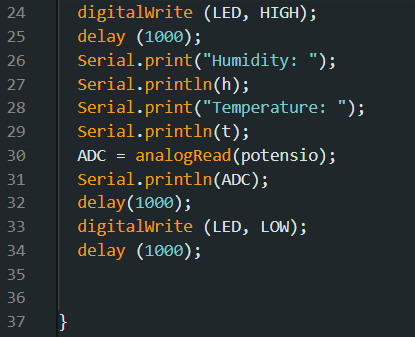 24 digitalWrite (LED, HIGH);
25 delay (1000);
26 Serial.print("Humidity: ");
27 Serial.println(h);
28 Serial.print("Temperature: ");
29 Serial.println(t);
30 ADC = analogRead(potensio);
31 Serial.println(ADC);
32 delay(1000);
33 digitalWrite (LED, LOW);
34 delay (1000);
35
36
37 }